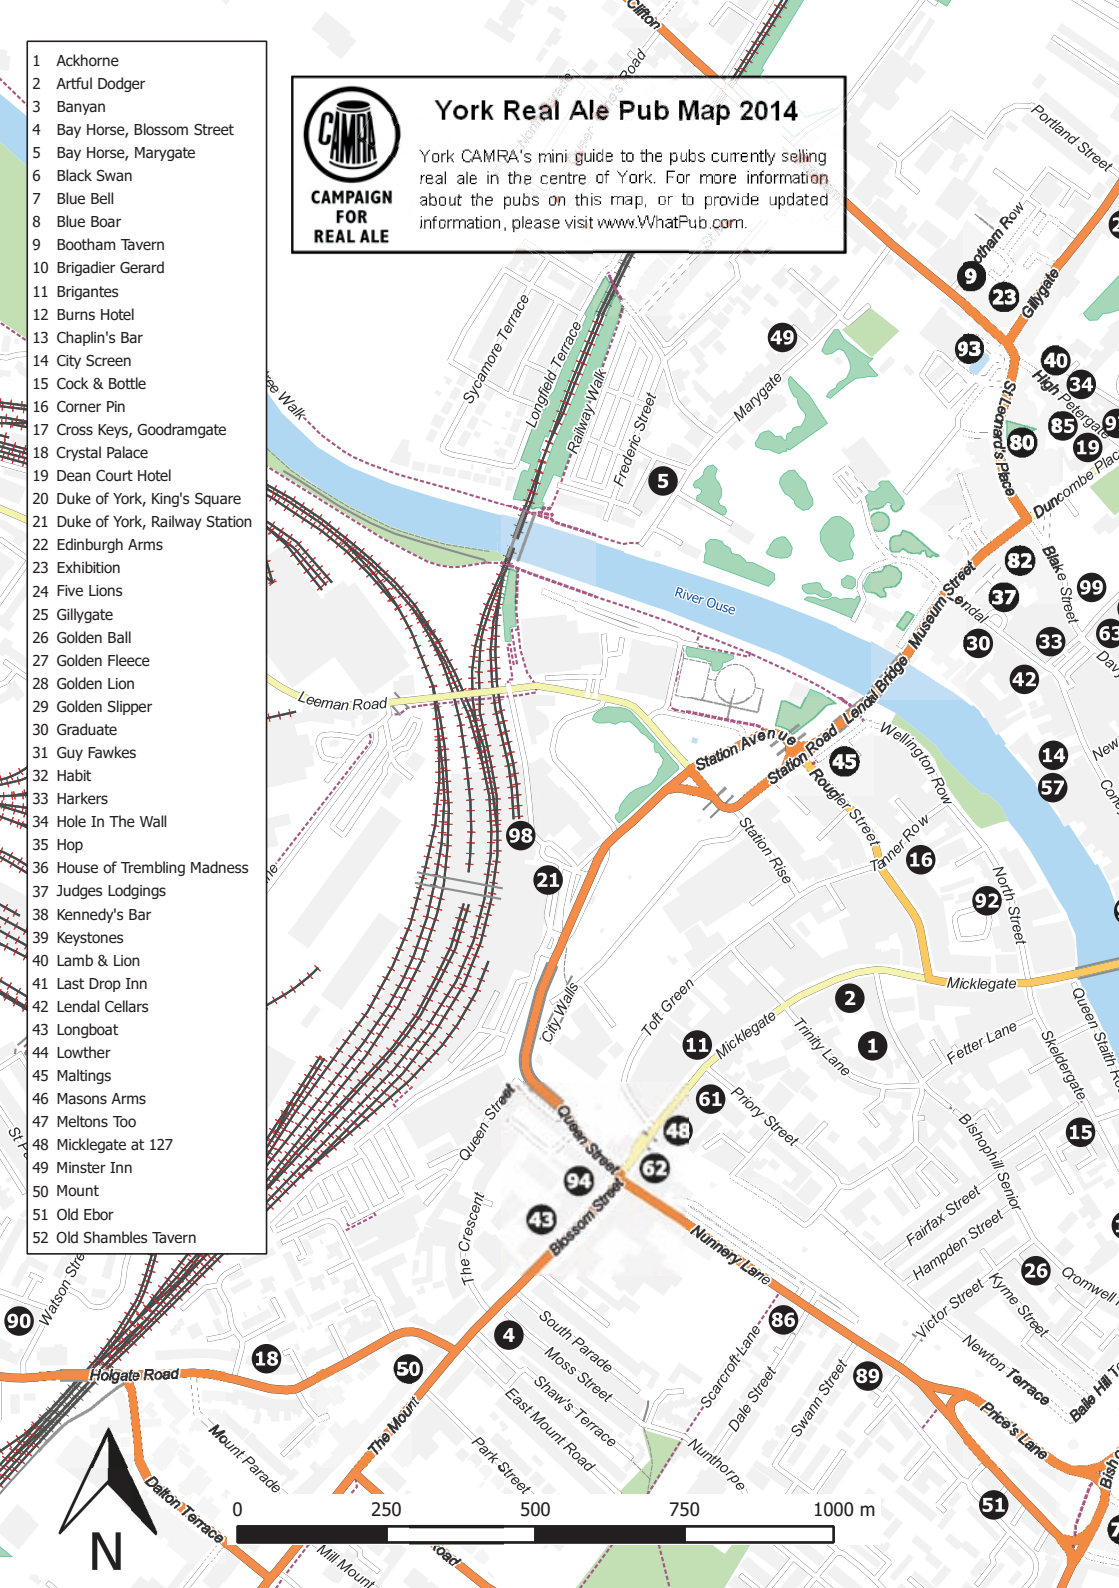 1 Ackhorne
2 Artful Dodger
3 Banyan
4 Bay Horse, Blossom Street
5 Bay Horse, Marygate
6 Black Swan
7 Blue Bell
8 Blue Boar
9 Bootham Tavern
10 Brigadier Gerard
11 Brigantes
12 Burns Hotel
13 Chaplin's Bar
14 City Screen
15 Cock & Bottle
16 Corner Pin
17 Cross Keys, Goodramgate
18 Crystal Palace
19 Dean Court Hotel
20 Duke of York, King's Square
21 Duke of York, Railway Station
22 Edinburgh Arms
23 Exhibition
24 Five Lions
25 Gillygate
26 Golden Ball
27 Golden Fleece
28 Golden Lion
29 Golden Slipper
30 Graduate
31 Guy Fawkes
32 Habit
33 Harkers
34 Hole In The Wall
35 Hop
36 House of Trembling Madness
37 Judges Lodgings
38 Kennedy's Bar
39 Keystones
40 Lamb & Lion
41 Last Drop Inn
42 Lendal Cellars
43 Longboat
44 Lowther
45 Maltings
46 Masons Arms
47 Meltons Too
48 Micklegate at 127
49 Minster Inn
50 Mount
51 Old Ebor
52 Old Shambles Tavern
CAMRA
CAMPAIGN
FOR
REAL ALE
York Real Ale Pub Map 2014
York CAMRA's mini guide to the pubs currently selling
real ale in the centre of York. For more information
about the pubs on this map, or to provide updated
information, please visit www.WhatPub.com.
Clifton
Road
Portland Street
Gillygate
9
23
49
93
40
34
High Petergate
85
19
80
St Leonard's Place
Duncombe Place
Sycamore Terrace
Longfield Terrace
Railway Walk
Frederic Street
Marygate
5
Walk
River Ouse
Museum Street
Lendal
82
Blake Street
99
37
30
33
63
42
Leeman Road
Lendal Bridge
Station Avenue
Station Road
45
Wellington Row
14
57
New
Rougier Street
Tanner Row
Station Rise
16
92
North Street
98
21
City Walls
Toft Green
Micklegate
Micklegate
2
1
11
61
48
62
94
43
Trinity Lane
Priory Street
Fetter Lane
Skeldergate
Queen Staith
15
Bishophill Senior
Queen Street
Queen Street
The Crescent
Blossom Street
Nunnery Lane
Fairfax Street
Hampden Street
Victor Street
Kyme Street
26
Cromwell
Newton Terrace
Baile Hill
Watson
90
18
Holgate Road
50
4
The Mount
South Parade
Moss Street
Shaw's Terrace
East Mount Road
Park Street
86
Scarcroft Lane
Dale Street
Swann Street
89
Nunthorpe
Price's Lane
51
Mount Parade
Dalton Terrace
Mill Mount
N
0 250 500 750 1000 m